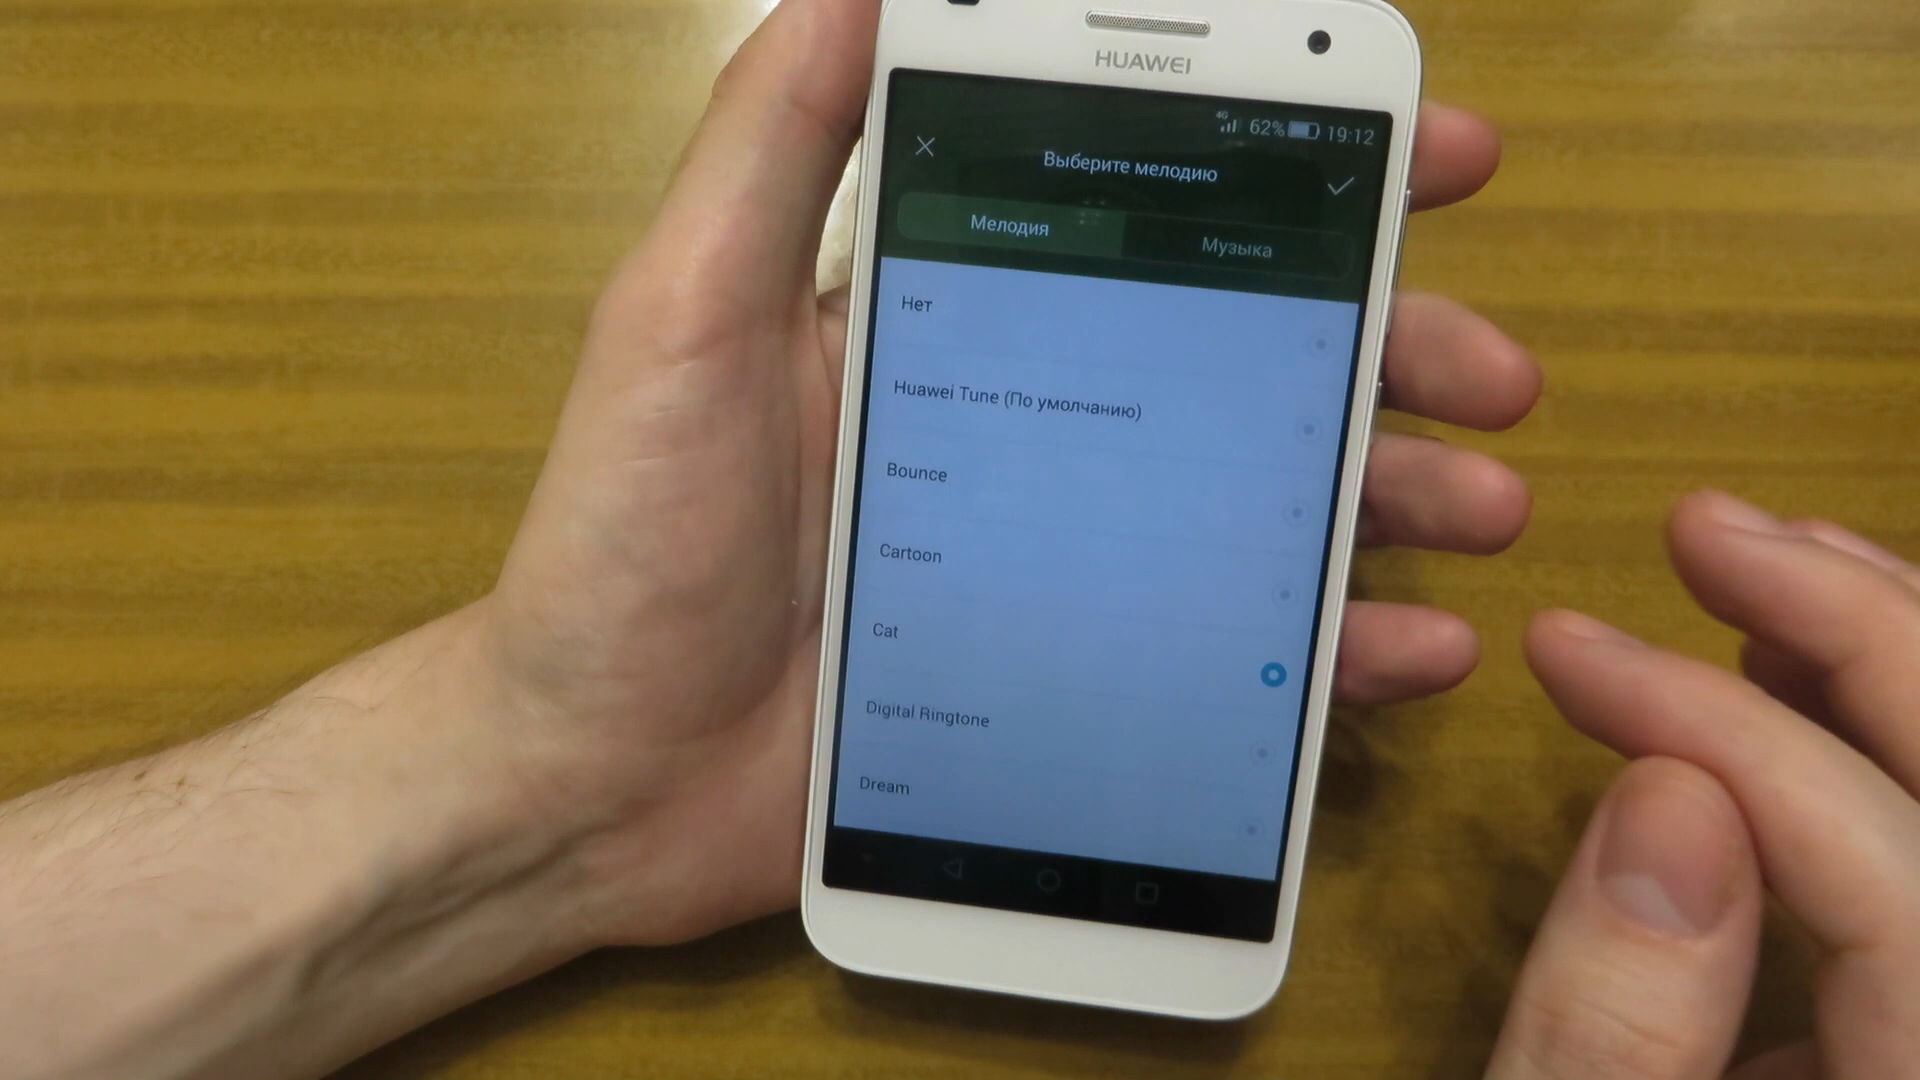 HUAWEI
4G 62% 19:12
Выберите мелодию
Мелодия
Музыка
Нет
Huawei Tune (По умолчанию)
Bounce
Cartoon
Cat
Digital Ringtone
Dream